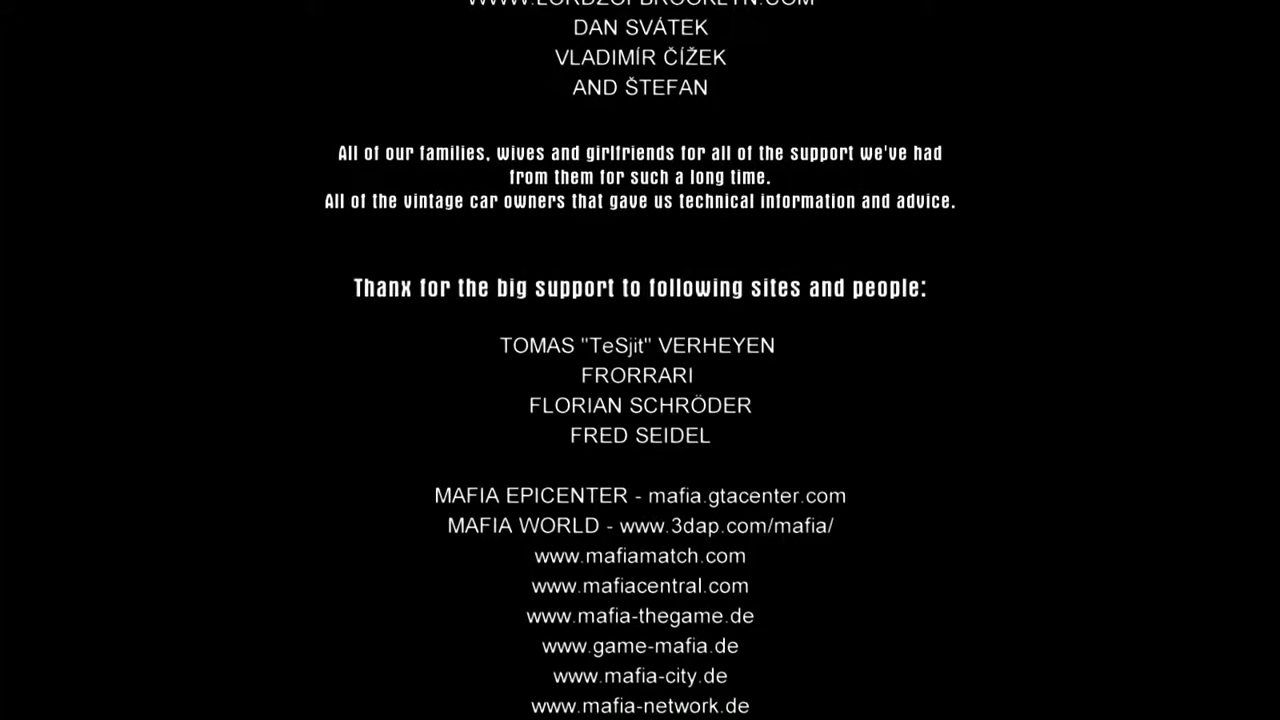 WWW.LORDZOFBROOKLYN.COM
DAN SVÁTEK
VLADIMÍR ČÍŽEK
AND ŠTEFAN
All of our families, wives and girlfriends for all of the support we've had
from them for such a long time.
All of the vintage car owners that gave us technical information and advice.
Thanx for the big support to following sites and people:
TOMAS "TeSjit" VERHEYEN
FRORRARI
FLORIAN SCHRÖDER
FRED SEIDEL
MAFIA EPICENTER - mafia.gtacenter.com
MAFIA WORLD - www.3dap.com/mafia/
www.mafiamatch.com
www.mafiacentral.com
www.mafia-thegame.de
www.game-mafia.de
www.mafia-city.de
www.mafia-network.de